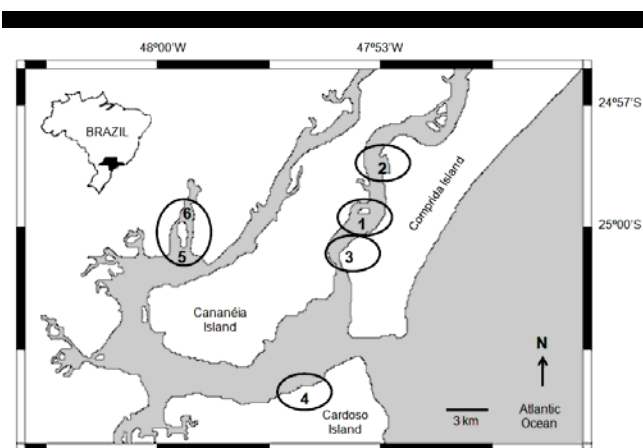 48°00'W 47°53'W
24°57'S
BRAZIL
2
Comprida Island
6
1
25°00'S
3
5
Cananéia
Island
N
4
Cardoso
Island
3 km
Atlantic
Ocean